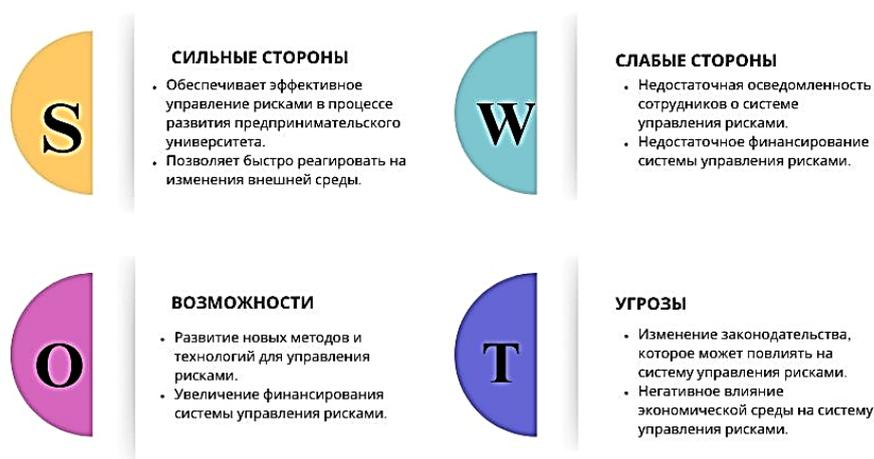 S
СИЛЬНЫЕ СТОРОНЫ
• Обеспечивает эффективное
управление рисками в процессе
развития предпринимательского
университета.
• Позволяет быстро реагировать на
изменения внешней среды.
W
СЛАБЫЕ СТОРОНЫ
• Недостаточная осведомленность
сотрудников о системе
управления рисками.
• Недостаточное финансирование
системы управления рисками.
O
ВОЗМОЖНОСТИ
• Развитие новых методов и
технологий для управления
рисками.
• Увеличение финансирования
системы управления рисками.
T
УГРОЗЫ
• Изменение законодательства,
которое может повлиять на
систему управления рисками.
• Негативное влияние
экономической среды на систему
управления рисками.